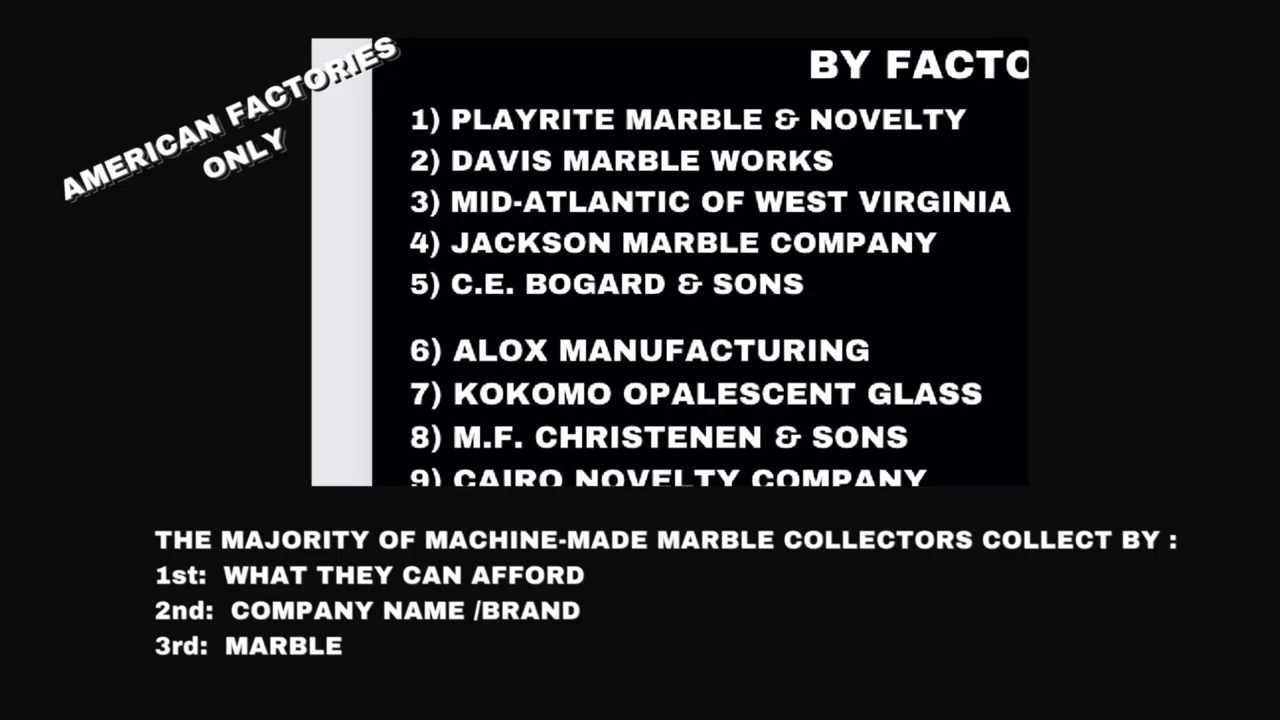 AMERICAN FACTORIES
ONLY
BY FACTO
1) PLAYRITE MARBLE & NOVELTY
2) DAVIS MARBLE WORKS
3) MID-ATLANTIC OF WEST VIRGINIA
4) JACKSON MARBLE COMPANY
5) C.E. BOGARD & SONS
6) ALOX MANUFACTURING
7) KOKOMO OPALESCENT GLASS
8) M.F. CHRISTENEN & SONS
9) CAIRO NOVELTY COMPANY
THE MAJORITY OF MACHINE-MADE MARBLE COLLECTORS COLLECT BY :
1st: WHAT THEY CAN AFFORD
2nd: COMPANY NAME /BRAND
3rd: MARBLE